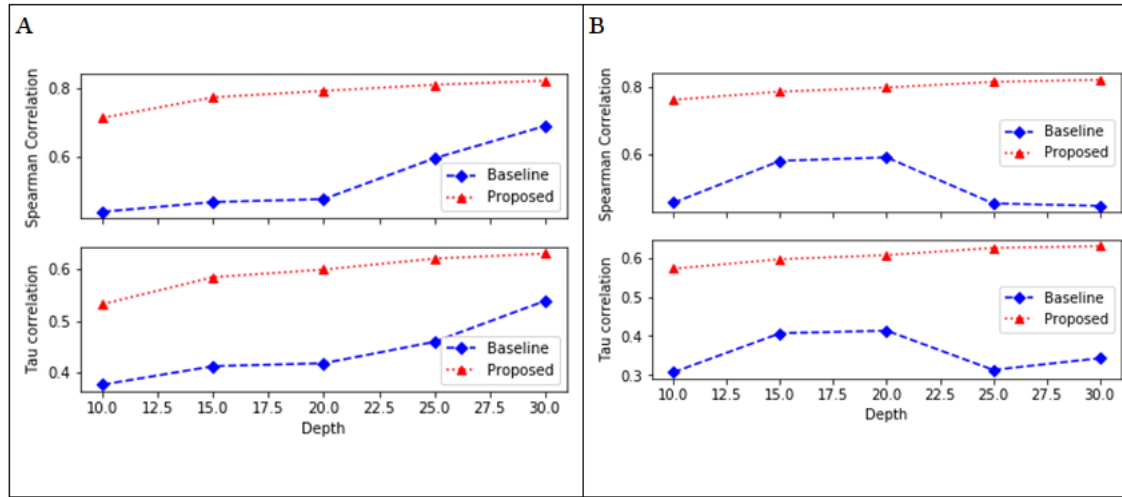 A
Spearman Correlation
0.8
0.6
Baseline
Proposed
Tau correlation
0.6
0.5
0.4
Baseline
Proposed
10.0 12.5 15.0 17.5 20.0 22.5 25.0 27.5 30.0
Depth
B
Spearman Correlation
0.8
0.6
Baseline
Proposed
Tau correlation
0.6
0.5
0.4
0.3
Baseline
Proposed
10.0 12.5 15.0 17.5 20.0 22.5 25.0 27.5 30.0
Depth